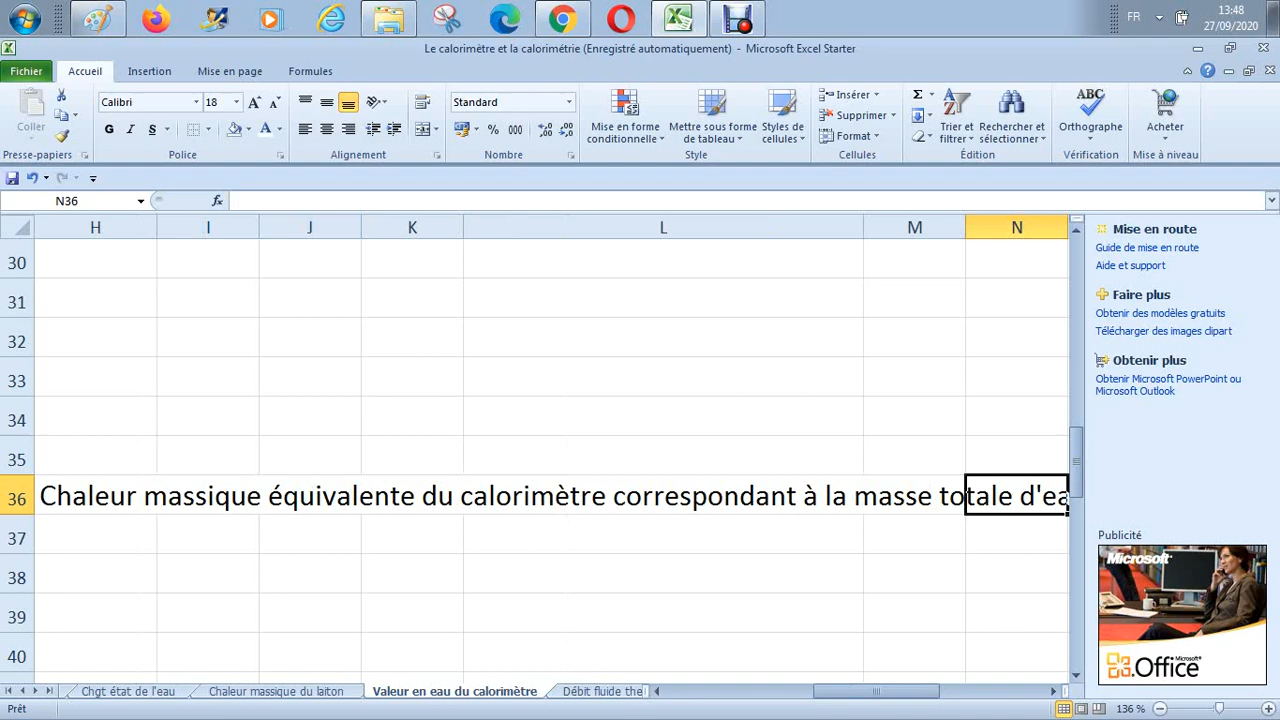 FR
13:48
27/09/2020
Le calorimètre et la calorimétrie (Enregistré automatiquement) - Microsoft Excel Starter
Fichier Accueil Insertion Mise en page Formules
Coller
Presse-papiers
Calibri 18
G I S
Police
Alignement
Standard
% 000
Nombre
Mise en forme conditionnelle
Mettre sous forme de tableau
Styles de cellules
Style
Insérer
Supprimer
Format
Cellules
Σ
Trier et filtrer
Rechercher et sélectionner
Édition
ABC
Orthographe
Vérification
Acheter
Mise à niveau
N36 fx
H I J K L M N
30
31
32
33
34
35
36 Chaleur massique équivalente du calorimètre correspondant à la masse totale d'ea
37
38
39
40
Mise en route
Guide de mise en route
Aide et support
Faire plus
Obtenir des modèles gratuits
Télécharger des images clipart
Obtenir plus
Obtenir Microsoft PowerPoint ou
Microsoft Outlook
Publicité
Microsoft
Microsoft
Office
Chgt état de l'eau Chaleur massique du laiton Valeur en eau du calorimètre Débit fluide the
Prêt 136 %